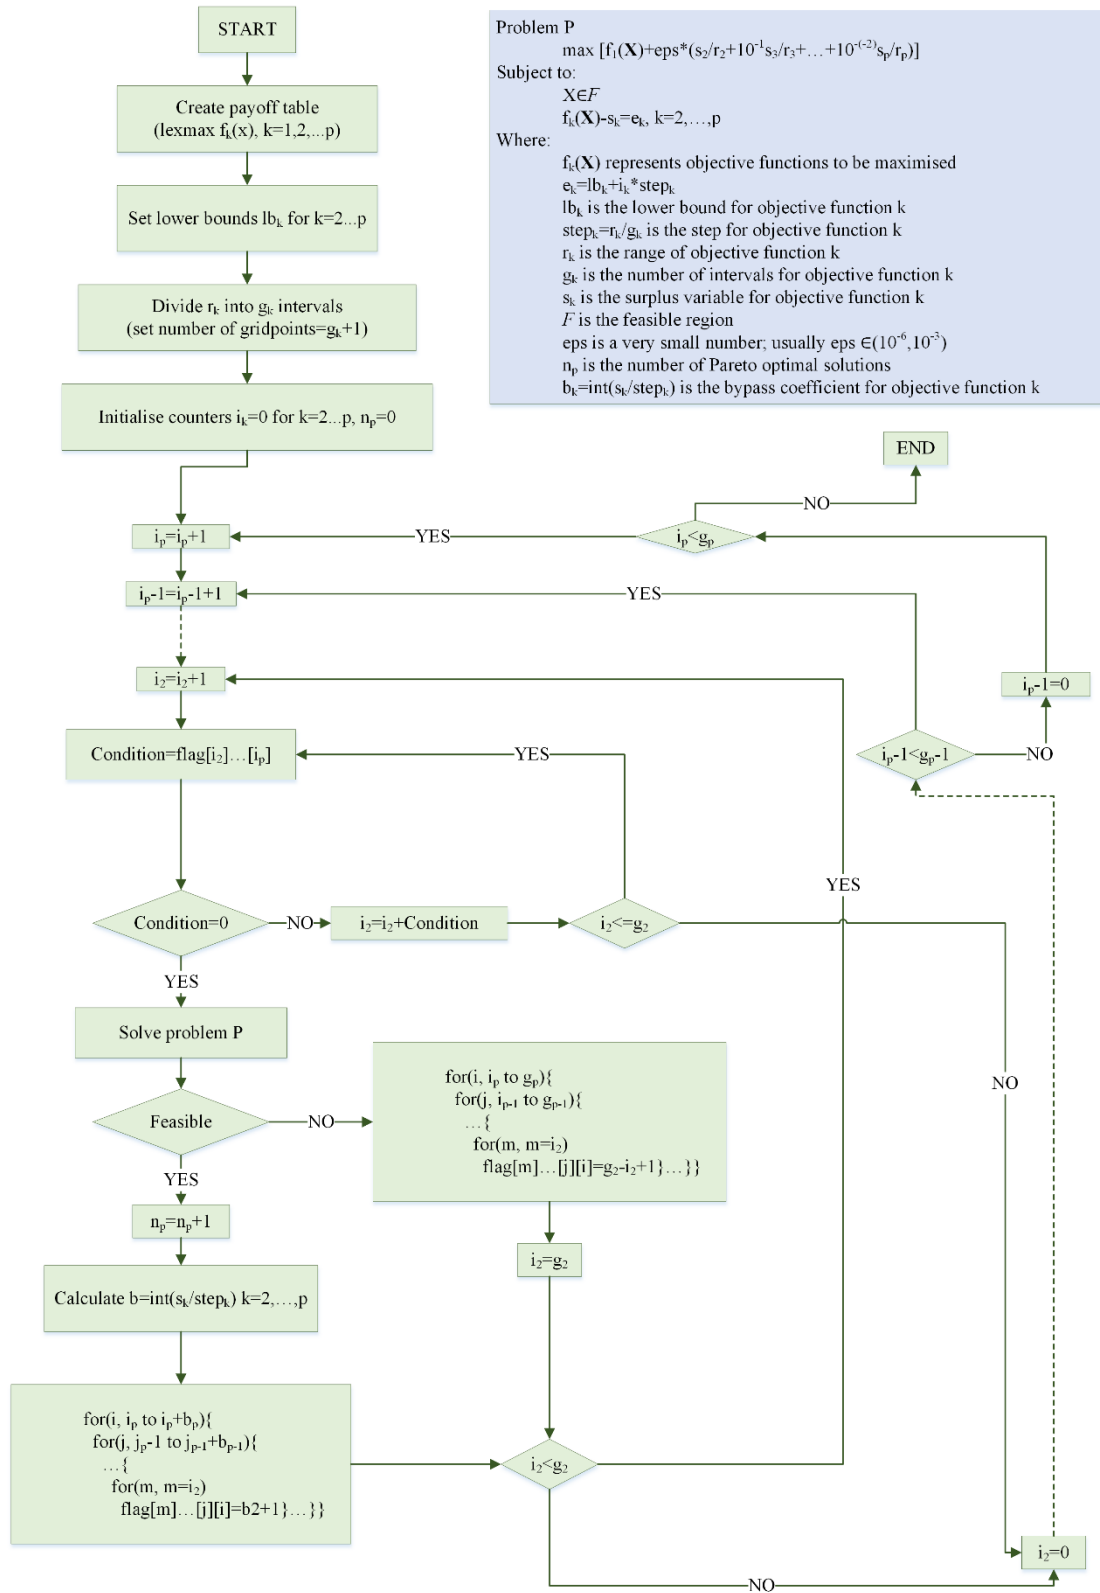 START
Create payoff table
(lexmax fₖ(x), k=1,2,...p)
Set lower bounds lbₖ for k=2...p
Divide rₖ into gₖ intervals
(set number of gridpoints=gₖ+1)
Initialise counters iₖ=0 for k=2...p, nₚ=0
Problem P
max [f₁(X)+eps*(s₂/r₂+10⁻¹s₃/r₃+…+10⁻⁽⁻²⁾sₚ/rₚ)]
Subject to:
X∈F
fₖ(X)-sₖ=eₖ, k=2,…,p
Where:
fₖ(X) represents objective functions to be maximised
eₖ=lbₖ+iₖ*stepₖ
lbₖ is the lower bound for objective function k
stepₖ=rₖ/gₖ is the step for objective function k
rₖ is the range of objective function k
gₖ is the number of intervals for objective function k
sₖ is the surplus variable for objective function k
F is the feasible region
eps is a very small number; usually eps ∈(10⁻⁶,10⁻³)
nₚ is the number of Pareto optimal solutions
bₖ=int(sₖ/stepₖ) is the bypass coefficient for objective function k
END
NO
iₚ=iₚ+1
YES
iₚ<gₚ
iₚ-1=iₚ-1+1
YES
i₂=i₂+1
iₚ-1=0
Condition=flag[i₂]…[iₚ]
YES
iₚ-1<gₚ-1
NO
YES
Condition=0
NO
i₂=i₂+Condition
i₂<=g₂
YES
Solve problem P
NO
Feasible
NO
for(i, iₚ to gₚ){
for(j, iₚ₋₁ to gₚ₋₁){
…{
for(m, m=i₂)
flag[m]…[j][i]=g₂-i₂+1}…}}
YES
nₚ=nₚ+1
i₂=g₂
Calculate b=int(sₖ/stepₖ) k=2,…,p
for(i, iₚ to iₚ+bₚ){
for(j, jₚ-1 to jₚ₋₁+bₚ₋₁){
…{
for(m, m=i₂)
flag[m]…[j][i]=b2+1}…}}
i₂<g₂
i₂=0
NO